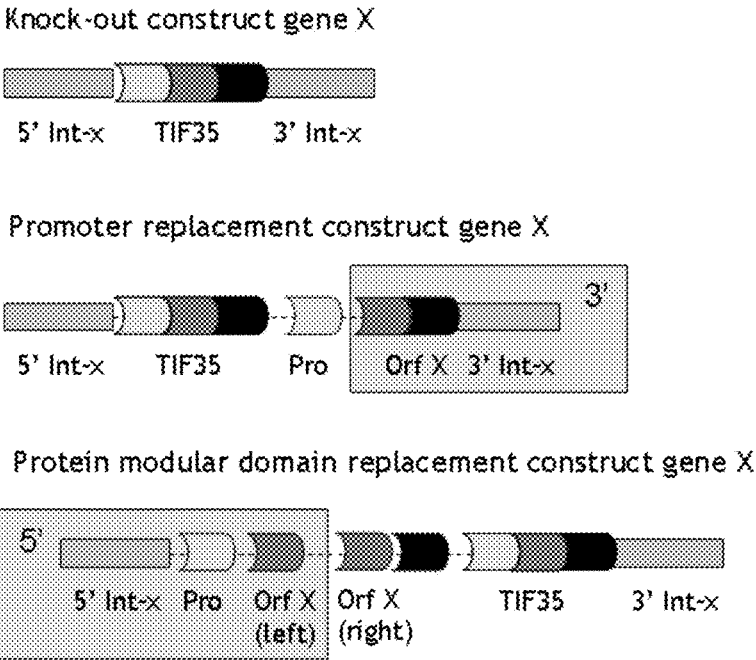 Knock-out construct gene X
5' Int-x TIF35 3' Int-x
Promoter replacement construct gene X
3'
5' Int-x TIF35 Pro Orf X 3' Int-x
Protein modular domain replacement construct gene X
5'
5' Int-x Pro Orf X Orf X TIF35 3' Int-x
(left) (right)